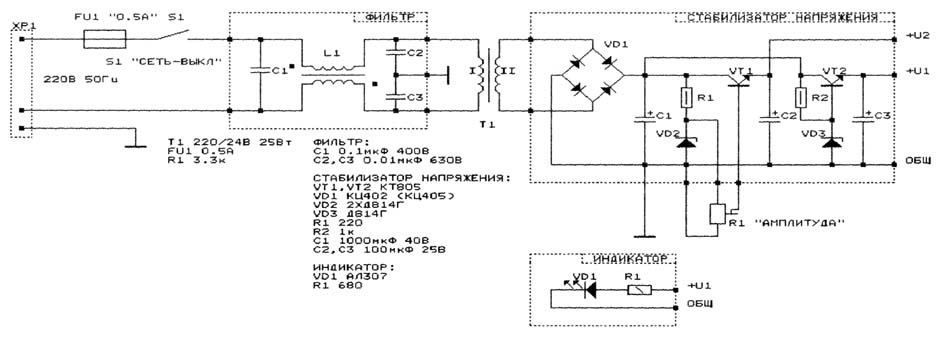 FU1 "0.5А" S1
ФИЛЬТР
СТАБИЛИЗАТОР НАПРЯЖЕНИЯ
XP1
L1
C2
VD1
+U2
S1 "СЕТЬ-ВЫКЛ"
C1
I
II
VT1
VT2
+U1
220В 50Гц
R1
R2
C3
T1
C1
C2
C3
VD2
VD3
ОБЩ
T1 220/24В 25Вт
FU1 0.5А
R1 3.3к
ФИЛЬТР:
C1 0.1мкФ 400В
C2,C3 0.01мкФ 630В
СТАБИЛИЗАТОР НАПРЯЖЕНИЯ:
VT1,VT2 КТ805
VD1 КЦ402 (КЦ405)
VD2 2ХД814Г
VD3 Д814Г
R1 220
R2 1к
C1 1000мкФ 40В
C2,C3 100мкФ 25В
ИНДИКАТОР:
VD1 АЛ307
R1 680
R1 "АМПЛИТУДА"
ИНДИКАТОР
VD1
R1
+U1
ОБЩ